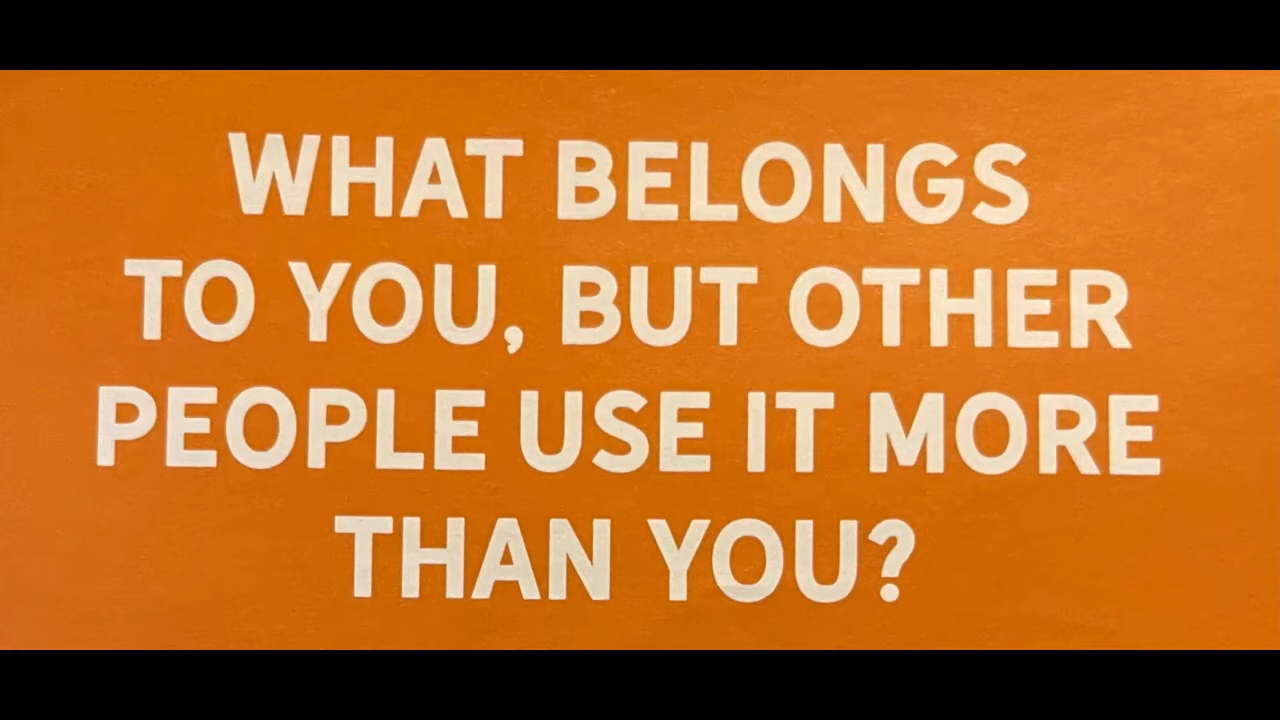 WHAT BELONGS
TO YOU, BUT OTHER
PEOPLE USE IT MORE
THAN YOU?